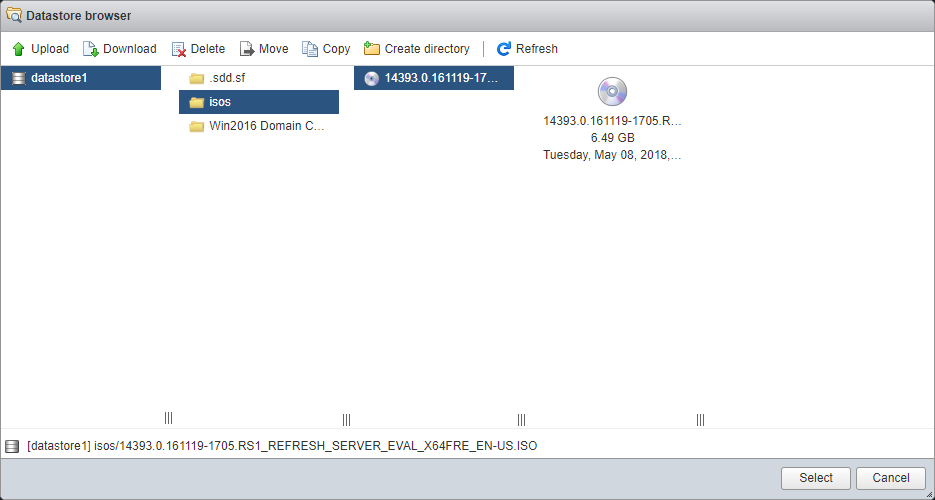 Datastore browser
Upload Download Delete Move Copy Create directory Refresh
datastore1
.sdd.sf
isos
Win2016 Domain C...
14393.0.161119-17...
14393.0.161119-1705.R...
6.49 GB
Tuesday, May 08, 2018,...
[datastore1] isos/14393.0.161119-1705.RS1_REFRESH_SERVER_EVAL_X64FRE_EN-US.ISO
Select Cancel